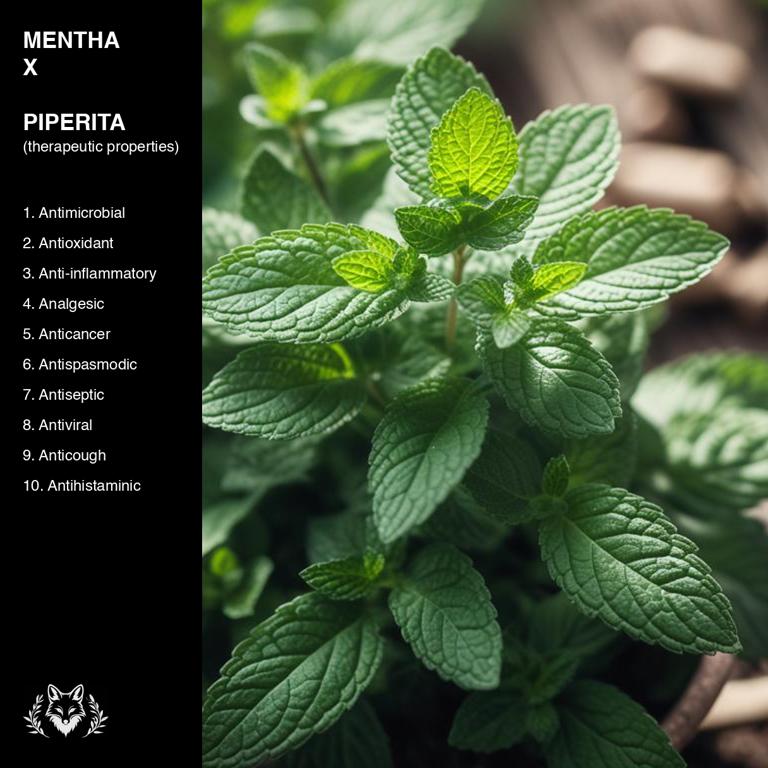 MENTHA
X
PIPERITA
(therapeutic properties)
1. Antimicrobial
2. Antioxidant
3. Anti-inflammatory
4. Analgesic
5. Anticancer
6. Antispasmodic
7. Antiseptic
8. Antiviral
9. Anticough
10. Antihistaminic